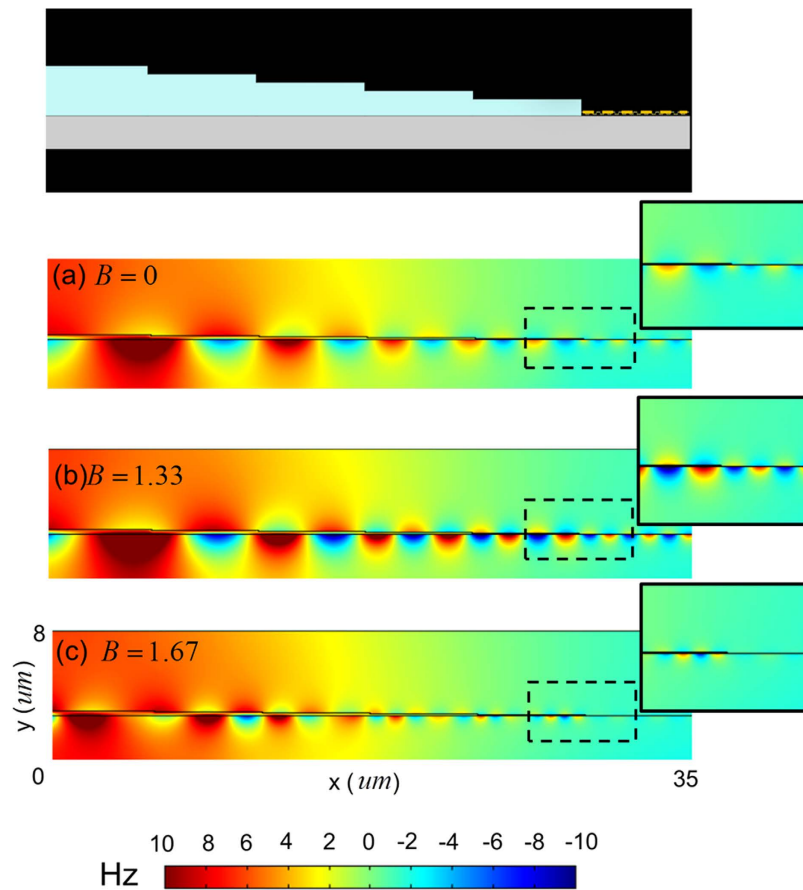 (a) B = 0
(b) B = 1.33
(c) B = 1.67
8
y (um)
0
x (um)
35
Hz
10 8 6 4 2 0 -2 -4 -6 -8 -10